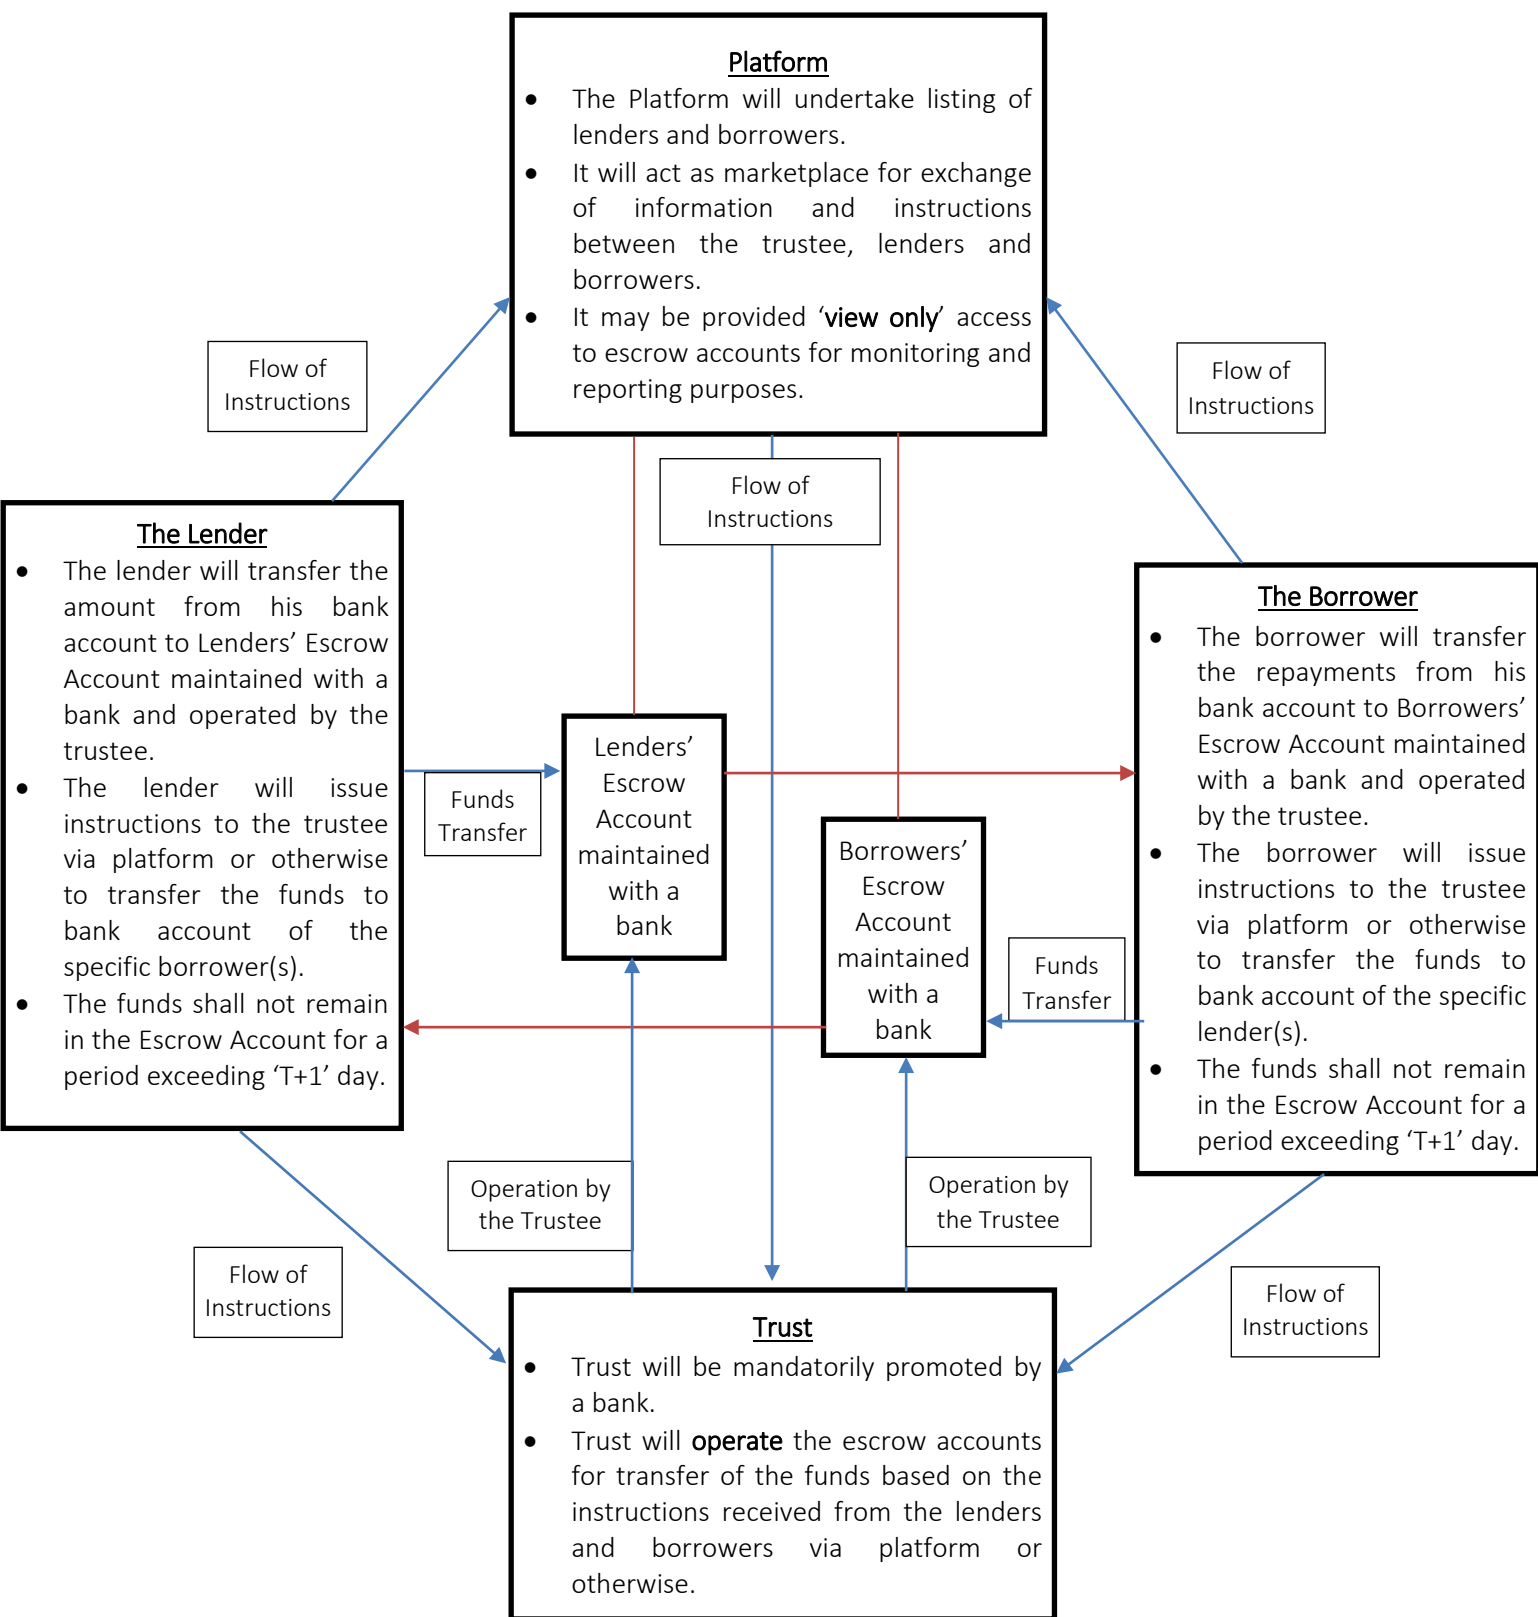 Platform
• The Platform will undertake listing of
lenders and borrowers.
• It will act as marketplace for exchange
of information and instructions
between the trustee, lenders and
borrowers.
• It may be provided ‘view only’ access
to escrow accounts for monitoring and
reporting purposes.
Flow of
Instructions
Flow of
Instructions
Flow of
Instructions
The Lender
• The lender will transfer the
amount from his bank
account to Lenders’ Escrow
Account maintained with a
bank and operated by the
trustee.
• The lender will issue
instructions to the trustee
via platform or otherwise
to transfer the funds to
bank account of the
specific borrower(s).
• The funds shall not remain
in the Escrow Account for a
period exceeding ‘T+1’ day.
Funds
Transfer
Lenders’
Escrow
Account
maintained
with a
bank
Borrowers’
Escrow
Account
maintained
with a
bank
Funds
Transfer
The Borrower
• The borrower will transfer
the repayments from his
bank account to Borrowers’
Escrow Account maintained
with a bank and operated
by the trustee.
• The borrower will issue
instructions to the trustee
via platform or otherwise
to transfer the funds to
bank account of the specific
lender(s).
• The funds shall not remain
in the Escrow Account for a
period exceeding ‘T+1’ day.
Operation by
the Trustee
Operation by
the Trustee
Flow of
Instructions
Flow of
Instructions
Trust
• Trust will be mandatorily promoted by
a bank.
• Trust will operate the escrow accounts
for transfer of the funds based on the
instructions received from the lenders
and borrowers via platform or
otherwise.